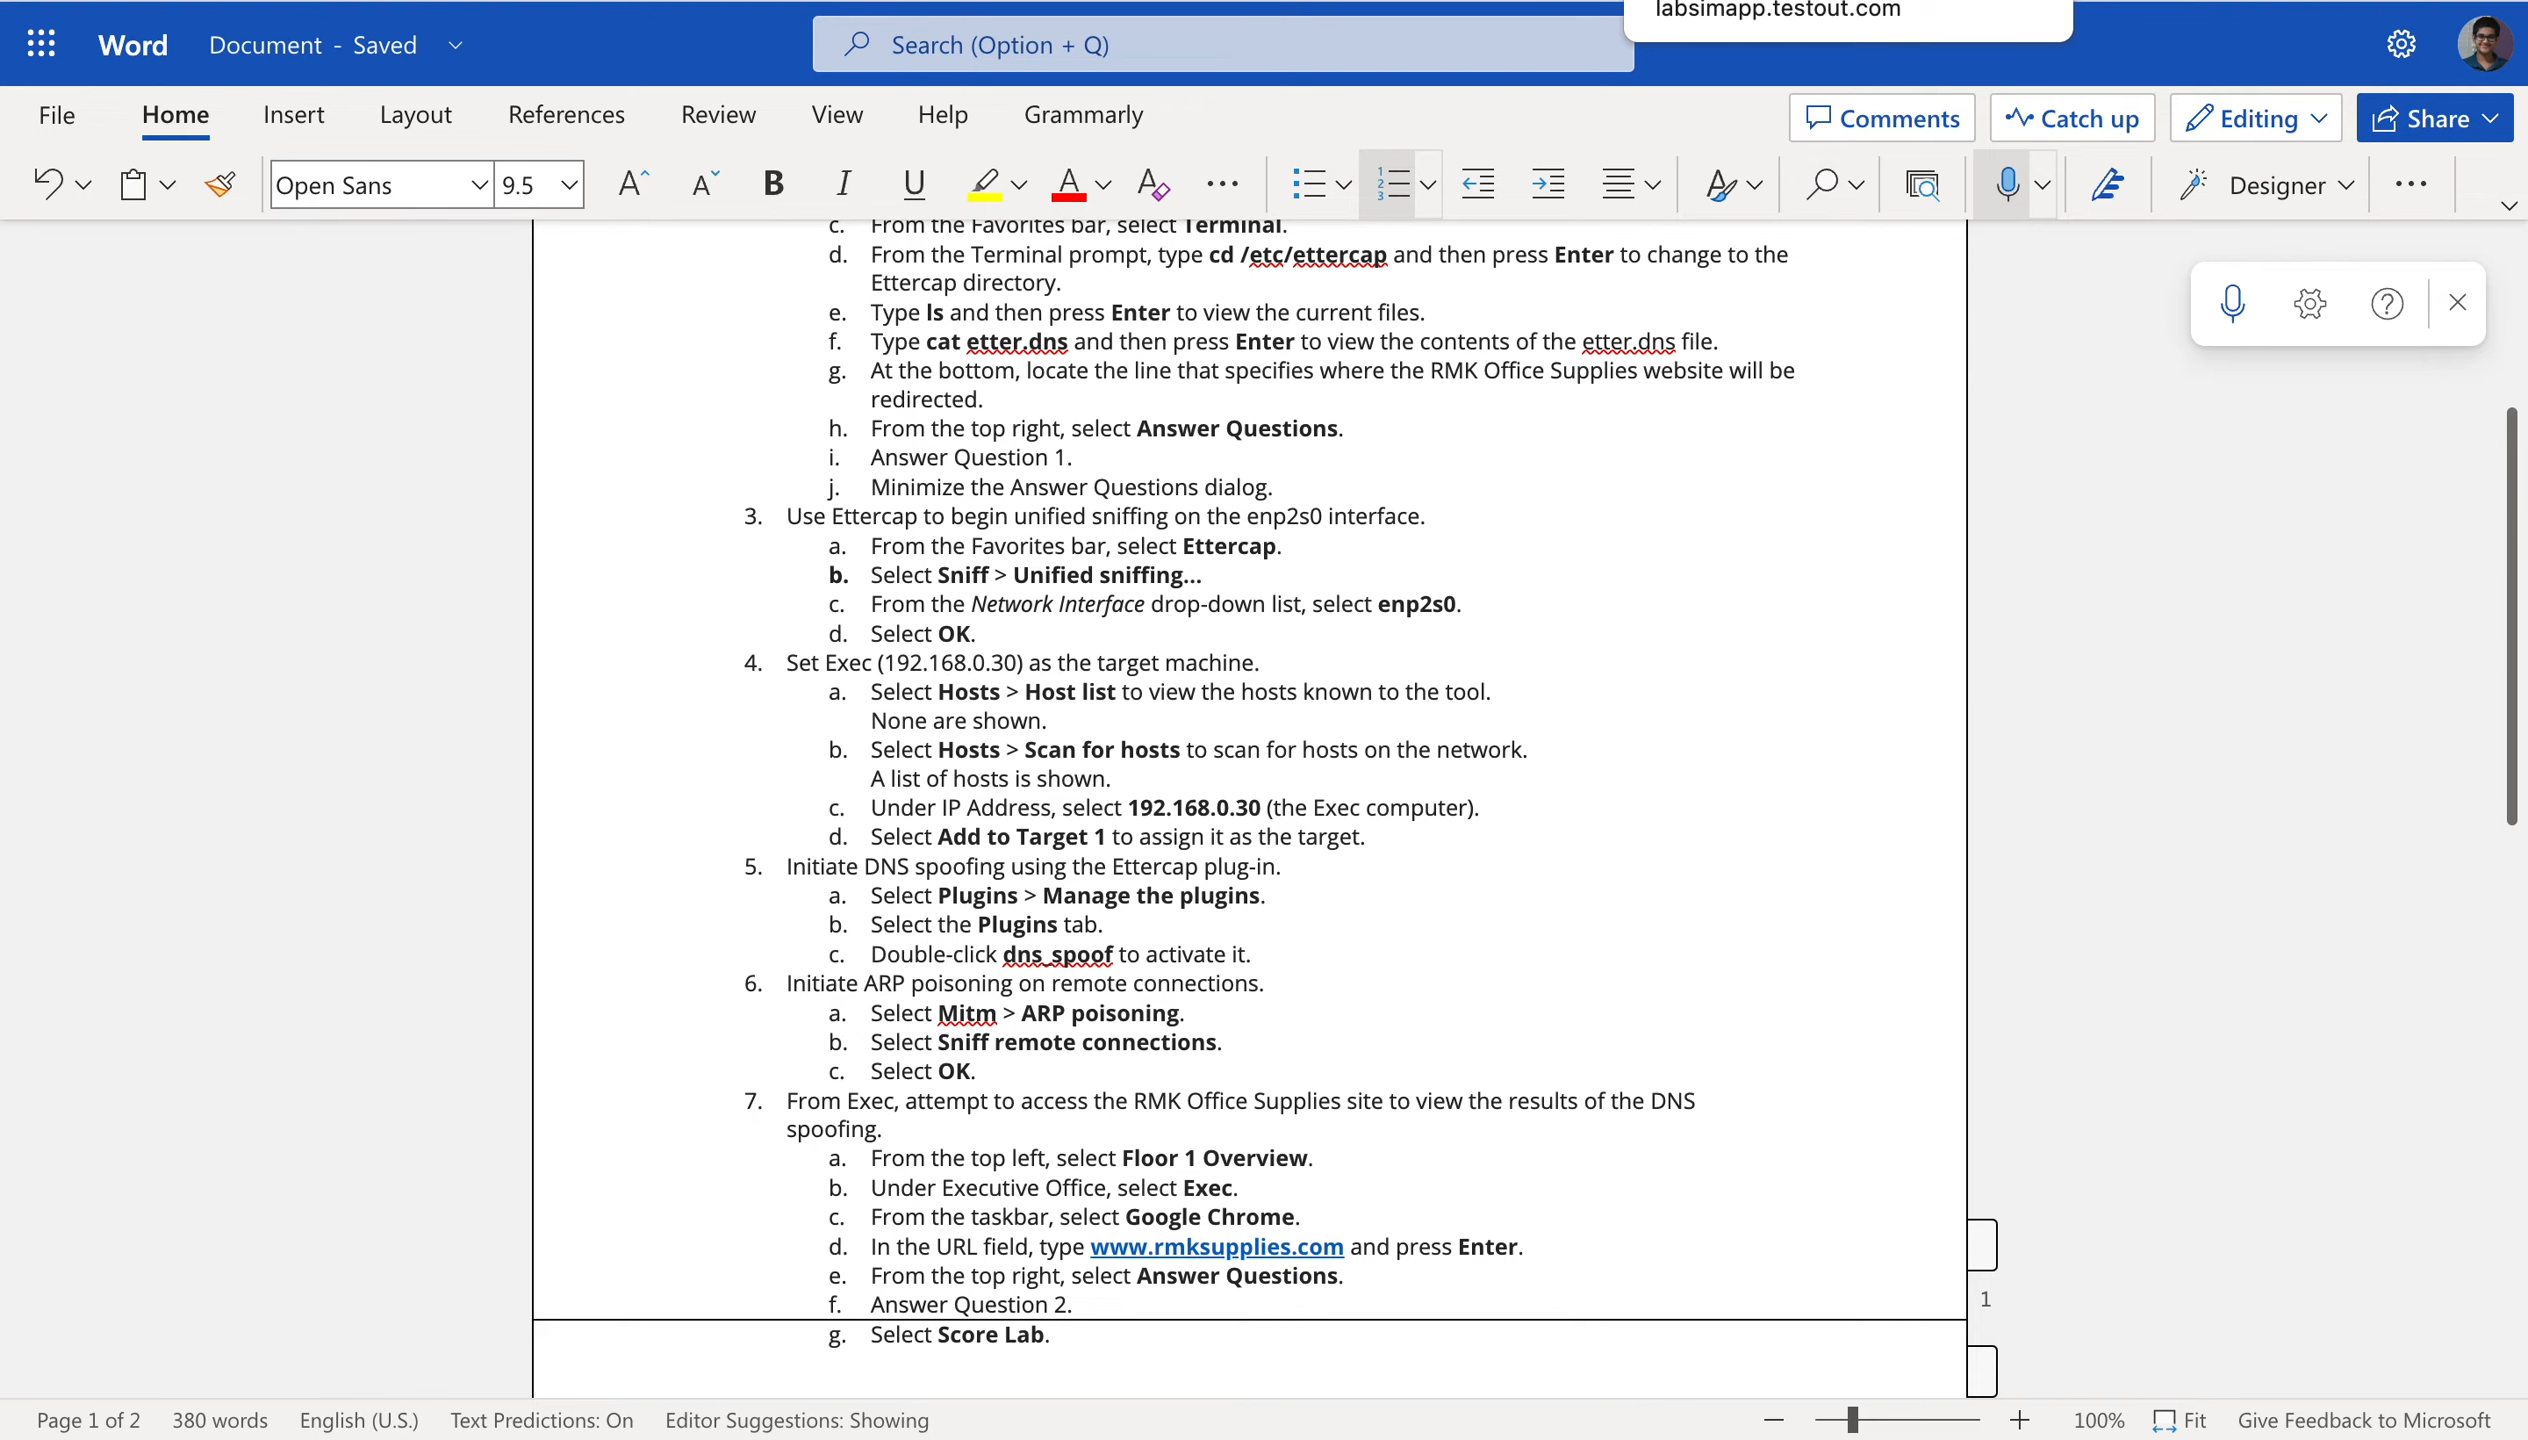 labsimapp.testout.com
Word Document - Saved Search (Option + Q)
File Home Insert Layout References Review View Help Grammarly Comments Catch up Editing Share
Open Sans 9.5 Designer
c. From the Favorites bar, select Terminal.
d. From the Terminal prompt, type cd /etc/ettercap and then press Enter to change to the
Ettercap directory.
e. Type ls and then press Enter to view the current files.
f. Type cat etter.dns and then press Enter to view the contents of the etter.dns file.
g. At the bottom, locate the line that specifies where the RMK Office Supplies website will be
redirected.
h. From the top right, select Answer Questions.
i. Answer Question 1.
j. Minimize the Answer Questions dialog.
3. Use Ettercap to begin unified sniffing on the enp2s0 interface.
a. From the Favorites bar, select Ettercap.
b. Select Sniff > Unified sniffing...
c. From the Network Interface drop-down list, select enp2s0.
d. Select OK.
4. Set Exec (192.168.0.30) as the target machine.
a. Select Hosts > Host list to view the hosts known to the tool.
None are shown.
b. Select Hosts > Scan for hosts to scan for hosts on the network.
A list of hosts is shown.
c. Under IP Address, select 192.168.0.30 (the Exec computer).
d. Select Add to Target 1 to assign it as the target.
5. Initiate DNS spoofing using the Ettercap plug-in.
a. Select Plugins > Manage the plugins.
b. Select the Plugins tab.
c. Double-click dns_spoof to activate it.
6. Initiate ARP poisoning on remote connections.
a. Select Mitm > ARP poisoning.
b. Select Sniff remote connections.
c. Select OK.
7. From Exec, attempt to access the RMK Office Supplies site to view the results of the DNS
spoofing.
a. From the top left, select Floor 1 Overview.
b. Under Executive Office, select Exec.
c. From the taskbar, select Google Chrome.
d. In the URL field, type www.rmksupplies.com and press Enter.
e. From the top right, select Answer Questions.
f. Answer Question 2.
1
g. Select Score Lab.
Page 1 of 2 380 words English (U.S.) Text Predictions: On Editor Suggestions: Showing 100% Fit Give Feedback to Microsoft